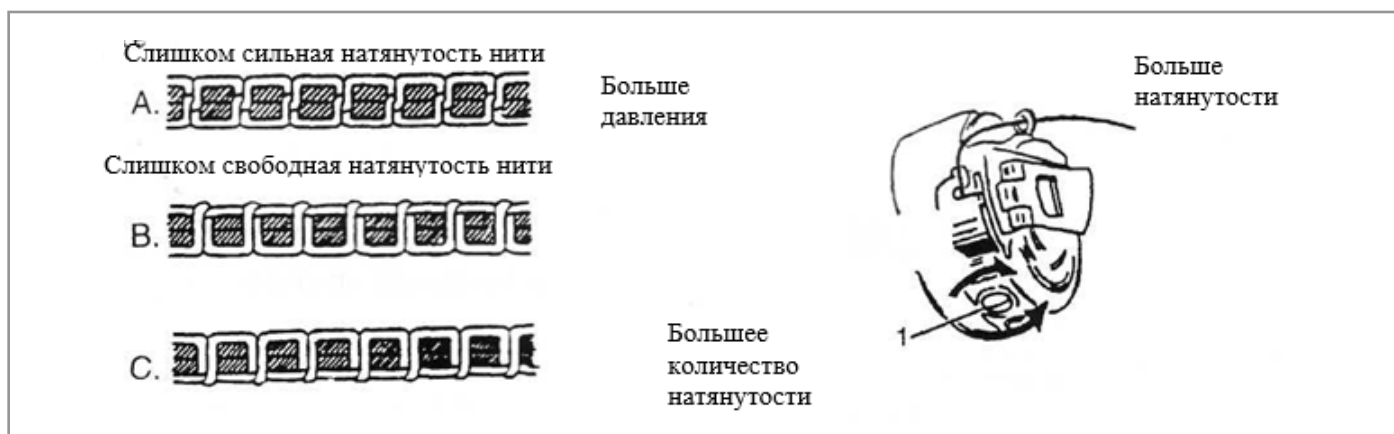 Слишком сильная натянутость нити
A.
Больше
давления
Больше
натянутости
Слишком свободная натянутость нити
B.
C.
Большее
количество
натянутости
1